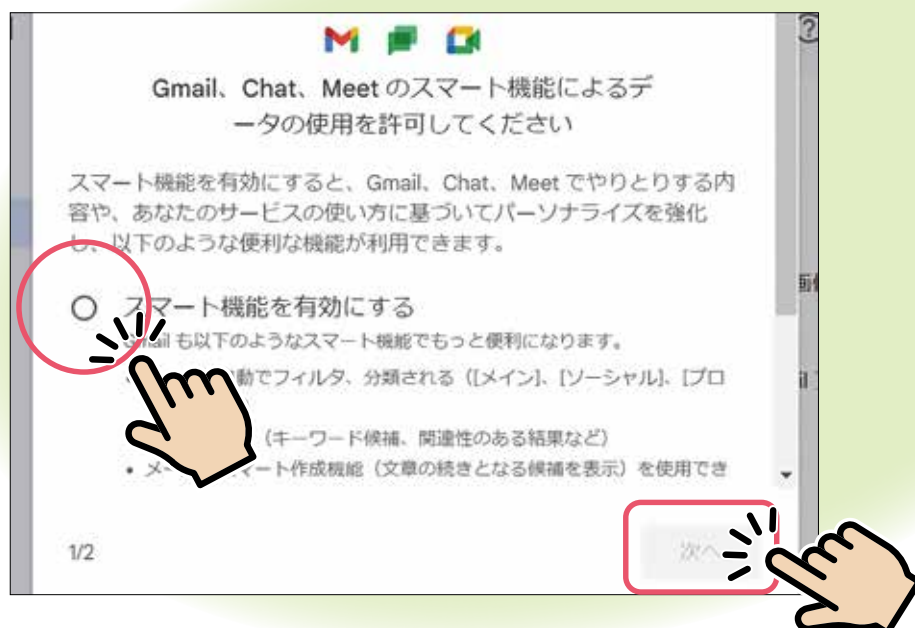 Gmail、Chat、Meet のスマート機能によるデ
ータの使用を許可してください
スマート機能を有効にすると、Gmail、Chat、Meet でやりとりする内
容や、あなたのサービスの使い方に基づいてパーソナライズを強化
し、以下のような便利な機能が利用できます。
スマート機能を有効にする
Gmail も以下のようなスマート機能でもっと便利になります。
動でフィルタ、分類される（[メイン]、[ソーシャル]、[プロ
（キーワード候補、関連性のある結果など）
ート作成機能（文章の続きとなる候補を表示）を使用でき
1/2
次へ